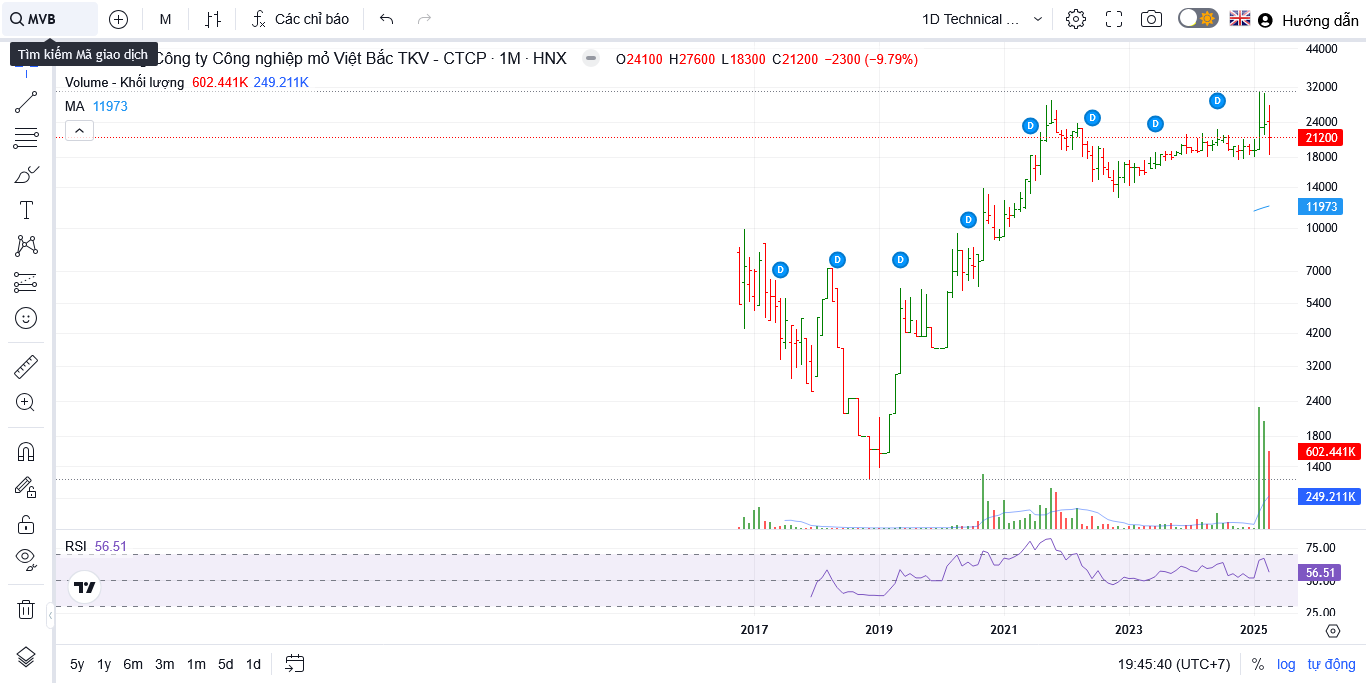 MVB
M
Các chỉ báo
1D Technical ...
Hướng dẫn
Tìm kiếm Mã giao dịch
Công ty Công nghiệp mỏ Việt Bắc TKV - CTCP · 1M · HNX
O24100 H27600 L18300 C21200 −2300 (−9.79%)
Volume - Khối lượng 602.441K 249.211K
MA 11973
44000
32000
24000
21200
18000
14000
11973
10000
7000
5400
4200
3200
2400
1800
602.441K
1400
249.211K
D
D
D
D
D
D
D
D
RSI 56.51
75.00
56.51
50.00
25.00
2017 2019 2021 2023 2025
5y 1y 6m 3m 1m 5d 1d
19:45:40 (UTC+7) % log tự động